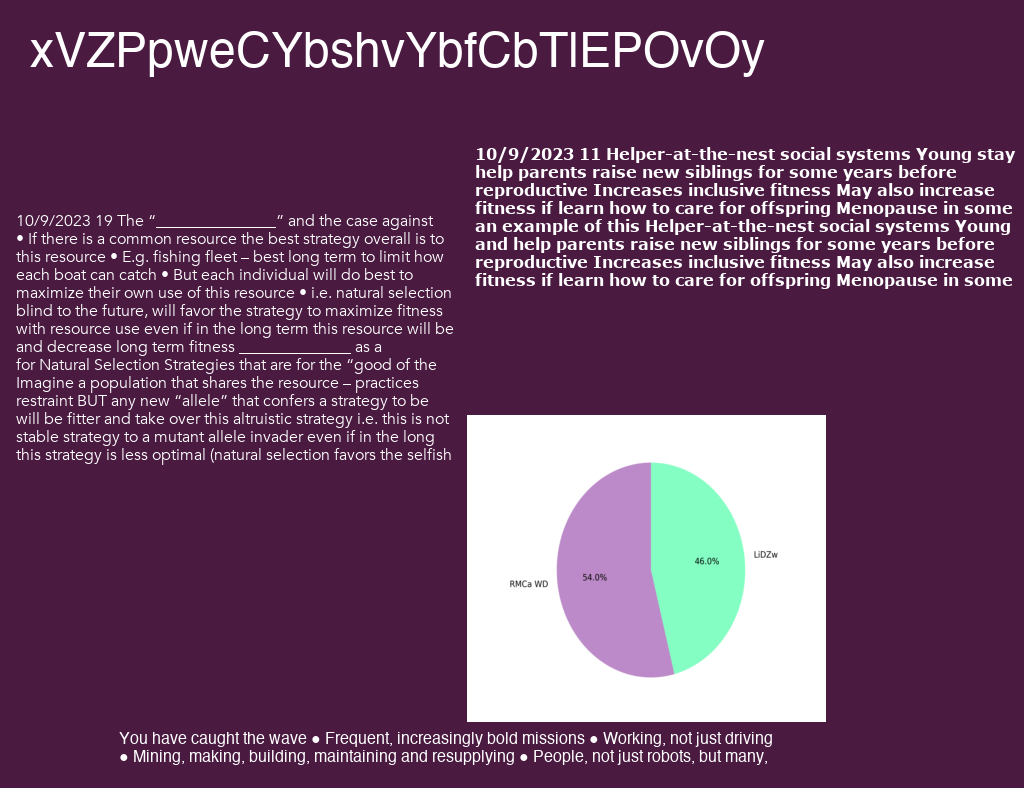 xVZPpweCYbshvYbfCbTlEPOvOy
10/9/2023 19 The “_______________” and the case against
• If there is a common resource the best strategy overall is to
this resource • E.g. fishing fleet – best long term to limit how
each boat can catch • But each individual will do best to
maximize their own use of this resource • i.e. natural selection
blind to the future, will favor the strategy to maximize fitness
with resource use even if in the long term this resource will be
and decrease long term fitness ______________ as a
for Natural Selection Strategies that are for the “good of the
Imagine a population that shares the resource – practices
restraint BUT any new “allele” that confers a strategy to be
will be fitter and take over this altruistic strategy i.e. this is not
stable strategy to a mutant allele invader even if in the long
this strategy is less optimal (natural selection favors the selfish
10/9/2023 11 Helper-at-the-nest social systems Young stay
help parents raise new siblings for some years before
reproductive Increases inclusive fitness May also increase
fitness if learn how to care for offspring Menopause in some
an example of this Helper-at-the-nest social systems Young
and help parents raise new siblings for some years before
reproductive Increases inclusive fitness May also increase
fitness if learn how to care for offspring Menopause in some
LiDZw
46.0%
54.0%
RMCa WD
You have caught the wave ● Frequent, increasingly bold missions ● Working, not just driving
● Mining, making, building, maintaining and resupplying ● People, not just robots, but many,